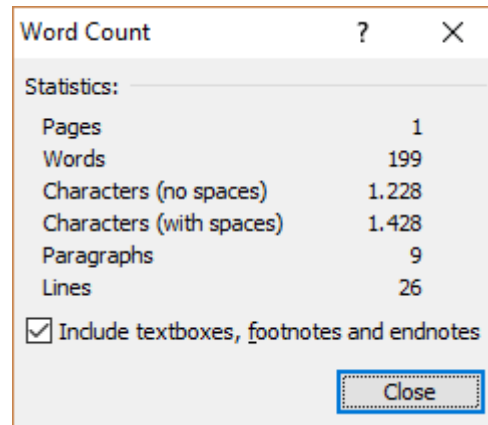 Word Count ? ×
Statistics:
Pages 1
Words 199
Characters (no spaces) 1.228
Characters (with spaces) 1.428
Paragraphs 9
Lines 26
Include textboxes, footnotes and endnotes
Close